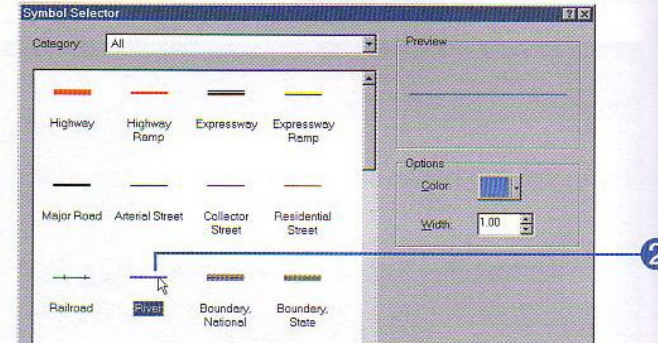 Symbol Selector
Category: All
Preview
Highway
Highway Ramp
Expressway
Expressway Ramp
Options
Color:
Width: 1.00
Major Road
Arterial Street
Collector Street
Residential Street
2
Railroad
River
Boundary, National
Boundary, State